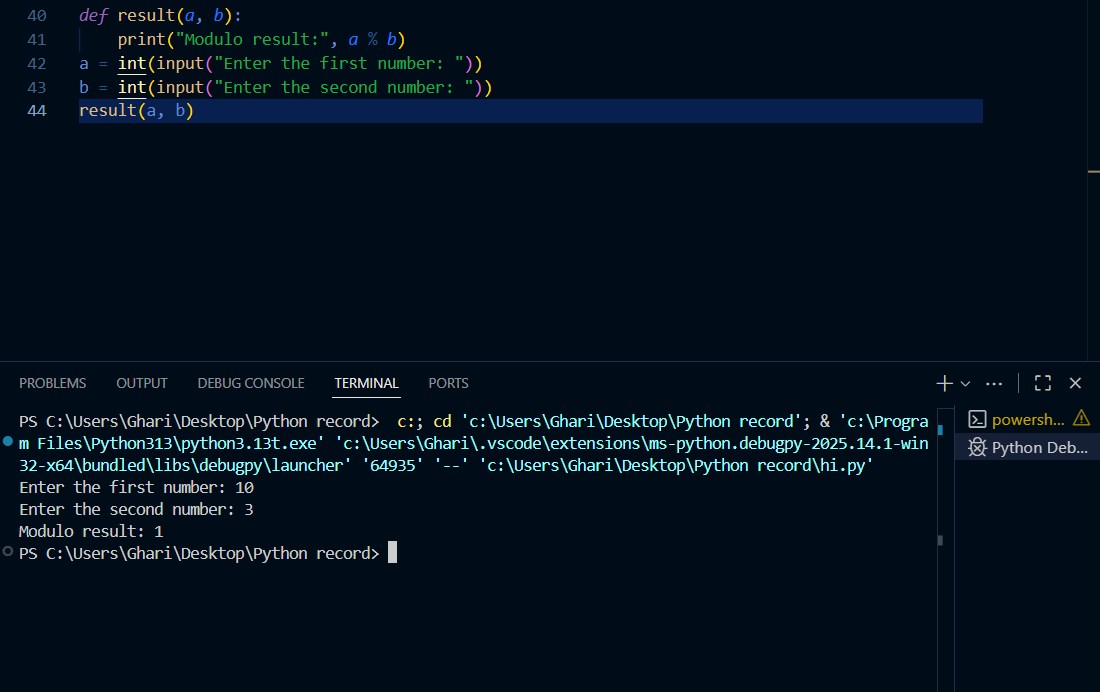 40 def result(a, b):
41     print("Modulo result:", a % b)
42 a = int(input("Enter the first number: "))
43 b = int(input("Enter the second number: "))
44 result(a, b)
PROBLEMS OUTPUT DEBUG CONSOLE TERMINAL PORTS
PS C:\Users\Ghari\Desktop\Python record>  c:; cd 'c:\Users\Ghari\Desktop\Python record'; & 'c:\Progra
m Files\Python313\python3.13t.exe' 'c:\Users\Ghari\.vscode\extensions\ms-python.debugpy-2025.14.1-win
32-x64\bundled\libs\debugpy\launcher' '64935' '--' 'c:\Users\Ghari\Desktop\Python record\hi.py'
Enter the first number: 10
Enter the second number: 3
Modulo result: 1
PS C:\Users\Ghari\Desktop\Python record>
powersh...
Python Deb...